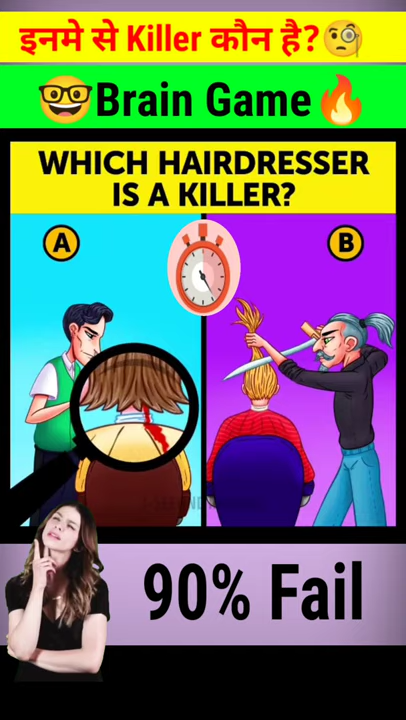 इनमे से Killer कौन है?🧐
🤓Brain Game🔥
WHICH HAIRDRESSER
IS A KILLER?
A
B
90% Fail